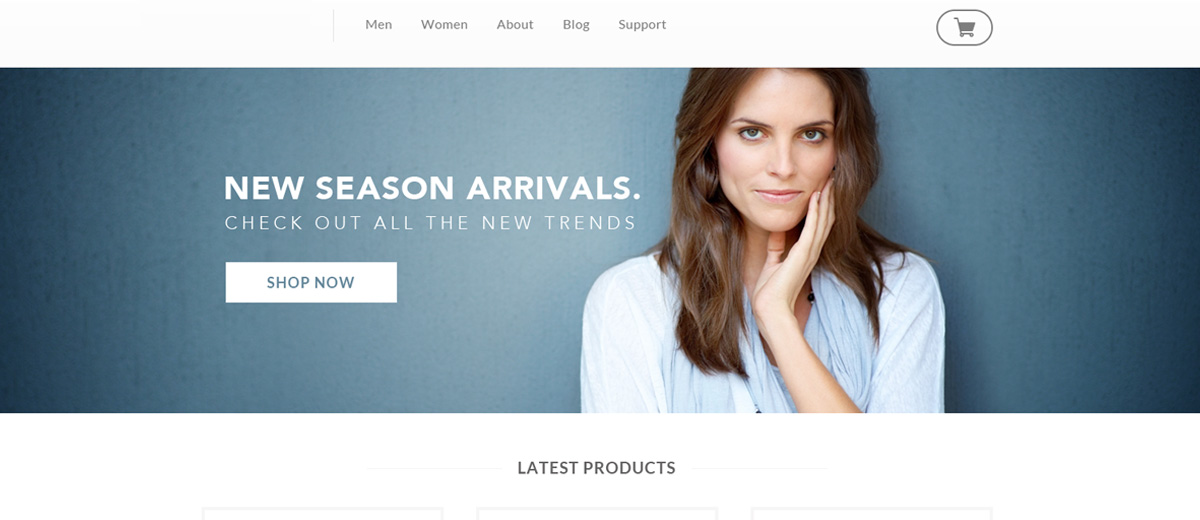 Men Women About Blog Support
NEW SEASON ARRIVALS.
CHECK OUT ALL THE NEW TRENDS
SHOP NOW
LATEST PRODUCTS